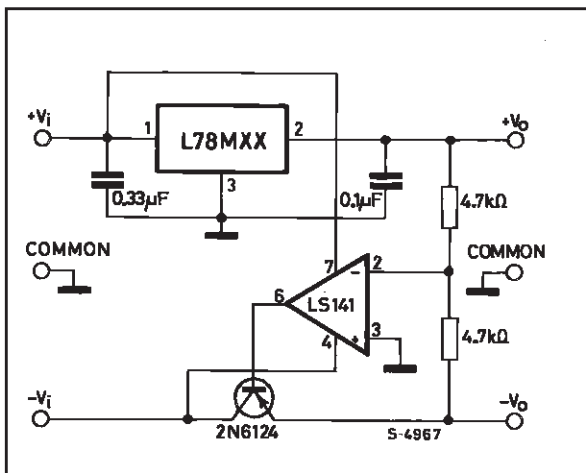 +Vi
1
L78MXX
2
+Vo
3
0.33µF
0.1µF
4.7kΩ
COMMON
COMMON
7
-
2
6
LS141
4
+
3
4.7kΩ
-Vi
2N6124
S-4967
-Vo